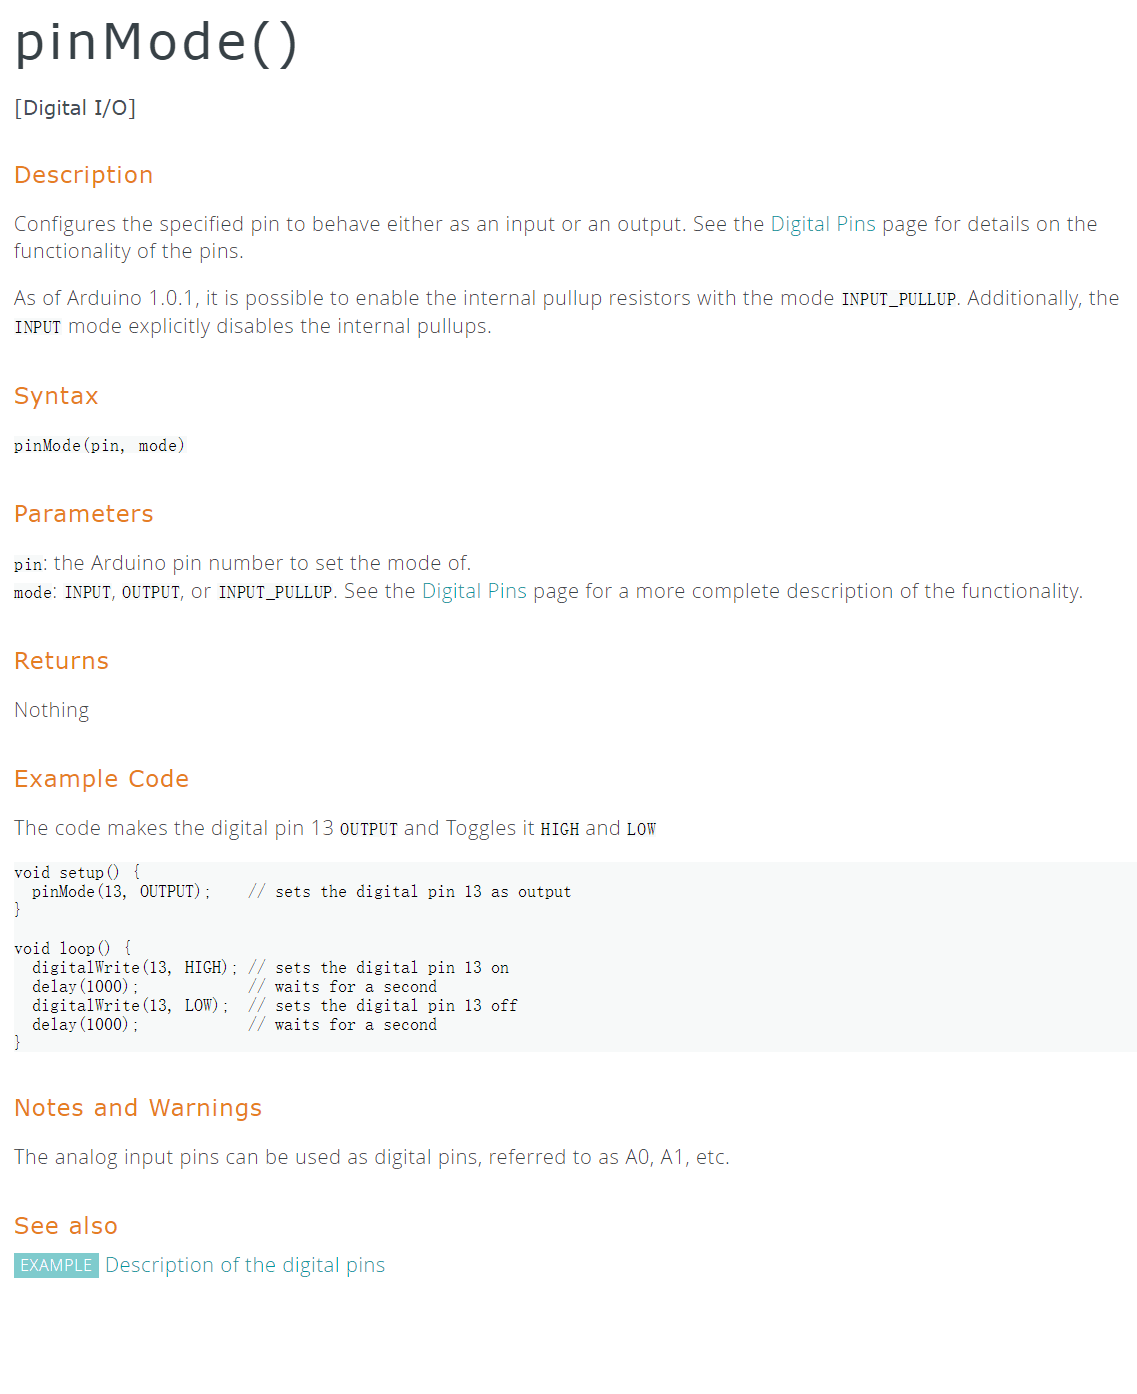 pinMode()
[Digital I/O]
Description
Configures the specified pin to behave either as an input or an output. See the Digital Pins page for details on the
functionality of the pins.
As of Arduino 1.0.1, it is possible to enable the internal pullup resistors with the mode INPUT_PULLUP. Additionally, the
INPUT mode explicitly disables the internal pullups.
Syntax
pinMode(pin, mode)
Parameters
pin: the Arduino pin number to set the mode of.
mode: INPUT, OUTPUT, or INPUT_PULLUP. See the Digital Pins page for a more complete description of the functionality.
Returns
Nothing
Example Code
The code makes the digital pin 13 OUTPUT and Toggles it HIGH and LOW
void setup() {
  pinMode(13, OUTPUT);    // sets the digital pin 13 as output
}
void loop() {
  digitalWrite(13, HIGH); // sets the digital pin 13 on
  delay(1000);            // waits for a second
  digitalWrite(13, LOW);  // sets the digital pin 13 off
  delay(1000);            // waits for a second
}
Notes and Warnings
The analog input pins can be used as digital pins, referred to as A0, A1, etc.
See also
EXAMPLE Description of the digital pins